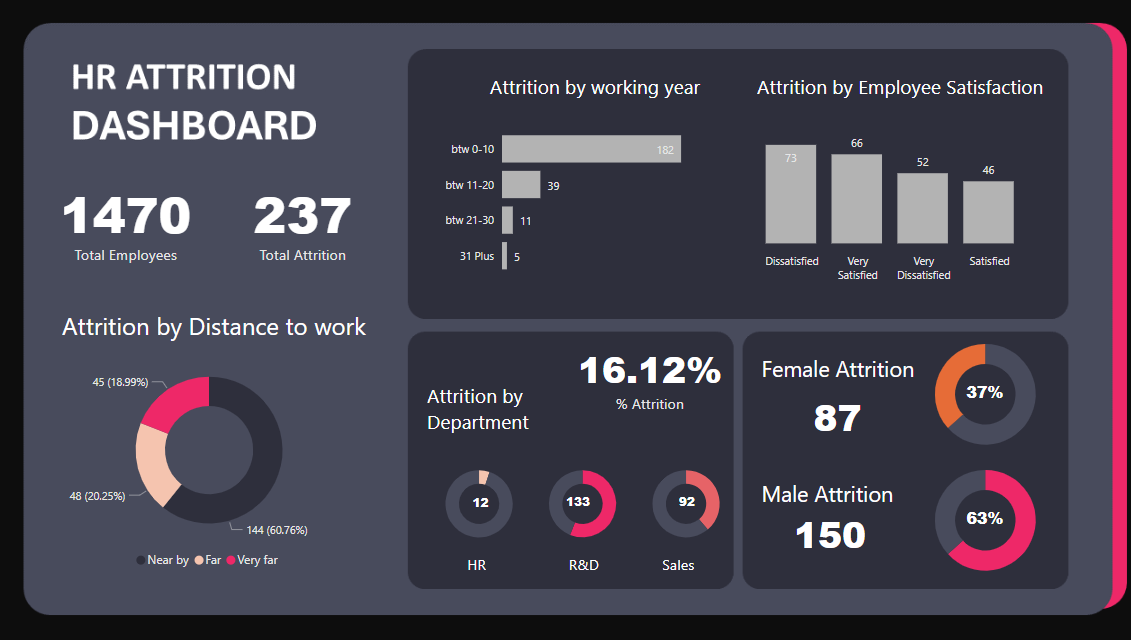 HR ATTRITION
DASHBOARD
1470
Total Employees
237
Total Attrition
Attrition by Distance to work
45 (18.99%)
48 (20.25%)
144 (60.76%)
Near by Far Very far
Attrition by working year
btw 0-10 182
btw 11-20 39
btw 21-30 11
31 Plus 5
Attrition by Employee Satisfaction
73
66
52
46
Dissatisfied
Very
Satisfied
Very
Dissatisfied
Satisfied
Attrition by
Department
16.12%
% Attrition
12
133
92
HR
R&D
Sales
Female Attrition
87
37%
Male Attrition
150
63%